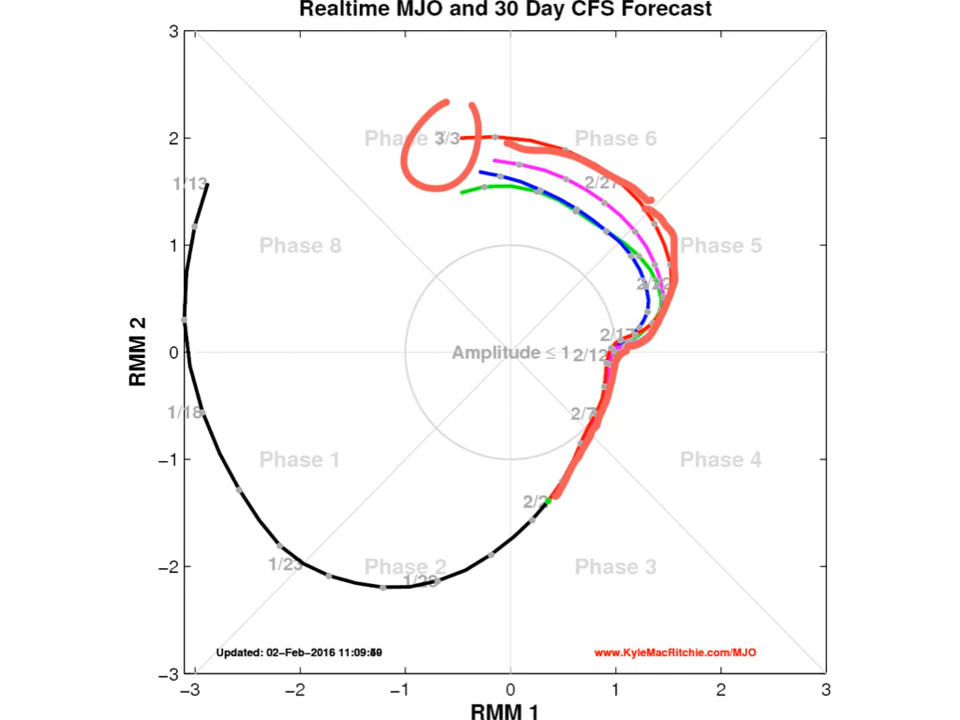 Realtime MJO and 30 Day CFS Forecast
3
Phase
3/3
Phase 6
2
1/13
2/27
Phase 8
Phase 5
1
2/22
2/17
RMM 2
0
Amplitude ≤ 1
2/12
1/18
2/7
Phase 1
Phase 4
−1
2/2
1/23
Phase 2
Phase 3
−2
1/28
Updated: 02−Feb−2016 11:09:
www.KyleMacRitchie.com/MJO
−3
−3
−2
−1
0
1
2
3
RMM 1